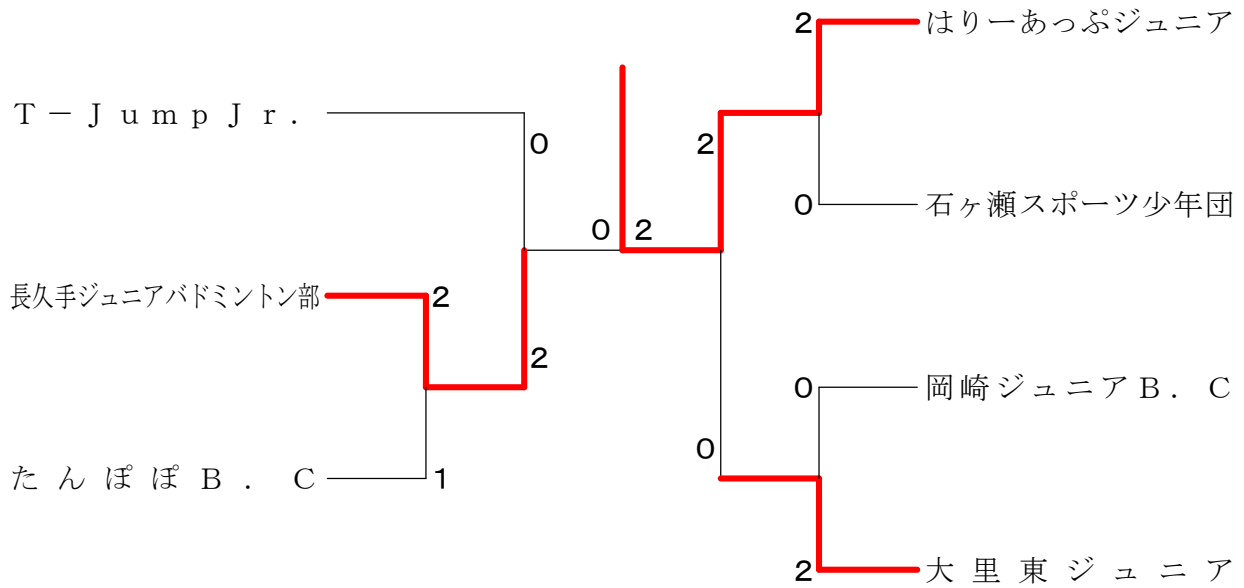 2 はりーあっぷジュニア
T－JumpJr.
0
2
0 石ヶ瀬スポーツ少年団
0 2
長久手ジュニアバドミントン部 2
2
0 岡崎ジュニアB．C
0
たんぽぽB．C 1
2 大里東ジュニア